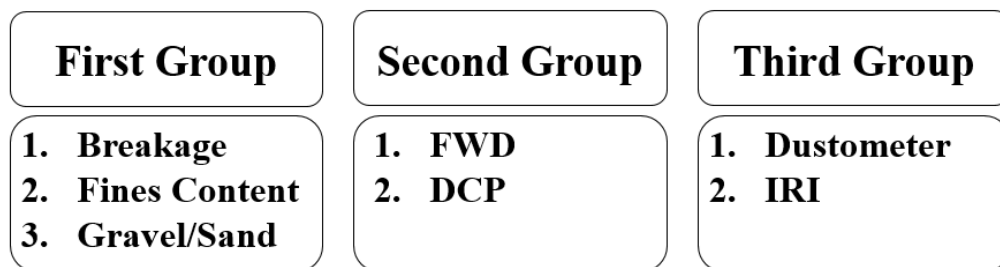 First Group
1. Breakage
2. Fines Content
3. Gravel/Sand
Second Group
1. FWD
2. DCP
Third Group
1. Dustometer
2. IRI